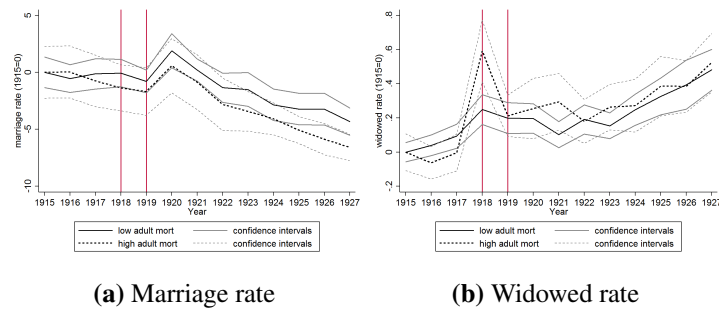 marriage rate (1915=0)
5
0
-5
-10
1915 1916 1917 1918 1919 1920 1921 1922 1923 1924 1925 1926 1927
Year
low adult mort
confidence intervals
high adult mort
confidence intervals
(a) Marriage rate
widowed rate (1915=0)
.8
.6
.4
.2
0
-.2
1915 1916 1917 1918 1919 1920 1921 1922 1923 1924 1925 1926 1927
Year
low adult mort
confidence intervals
high adult mort
confidence intervals
(b) Widowed rate